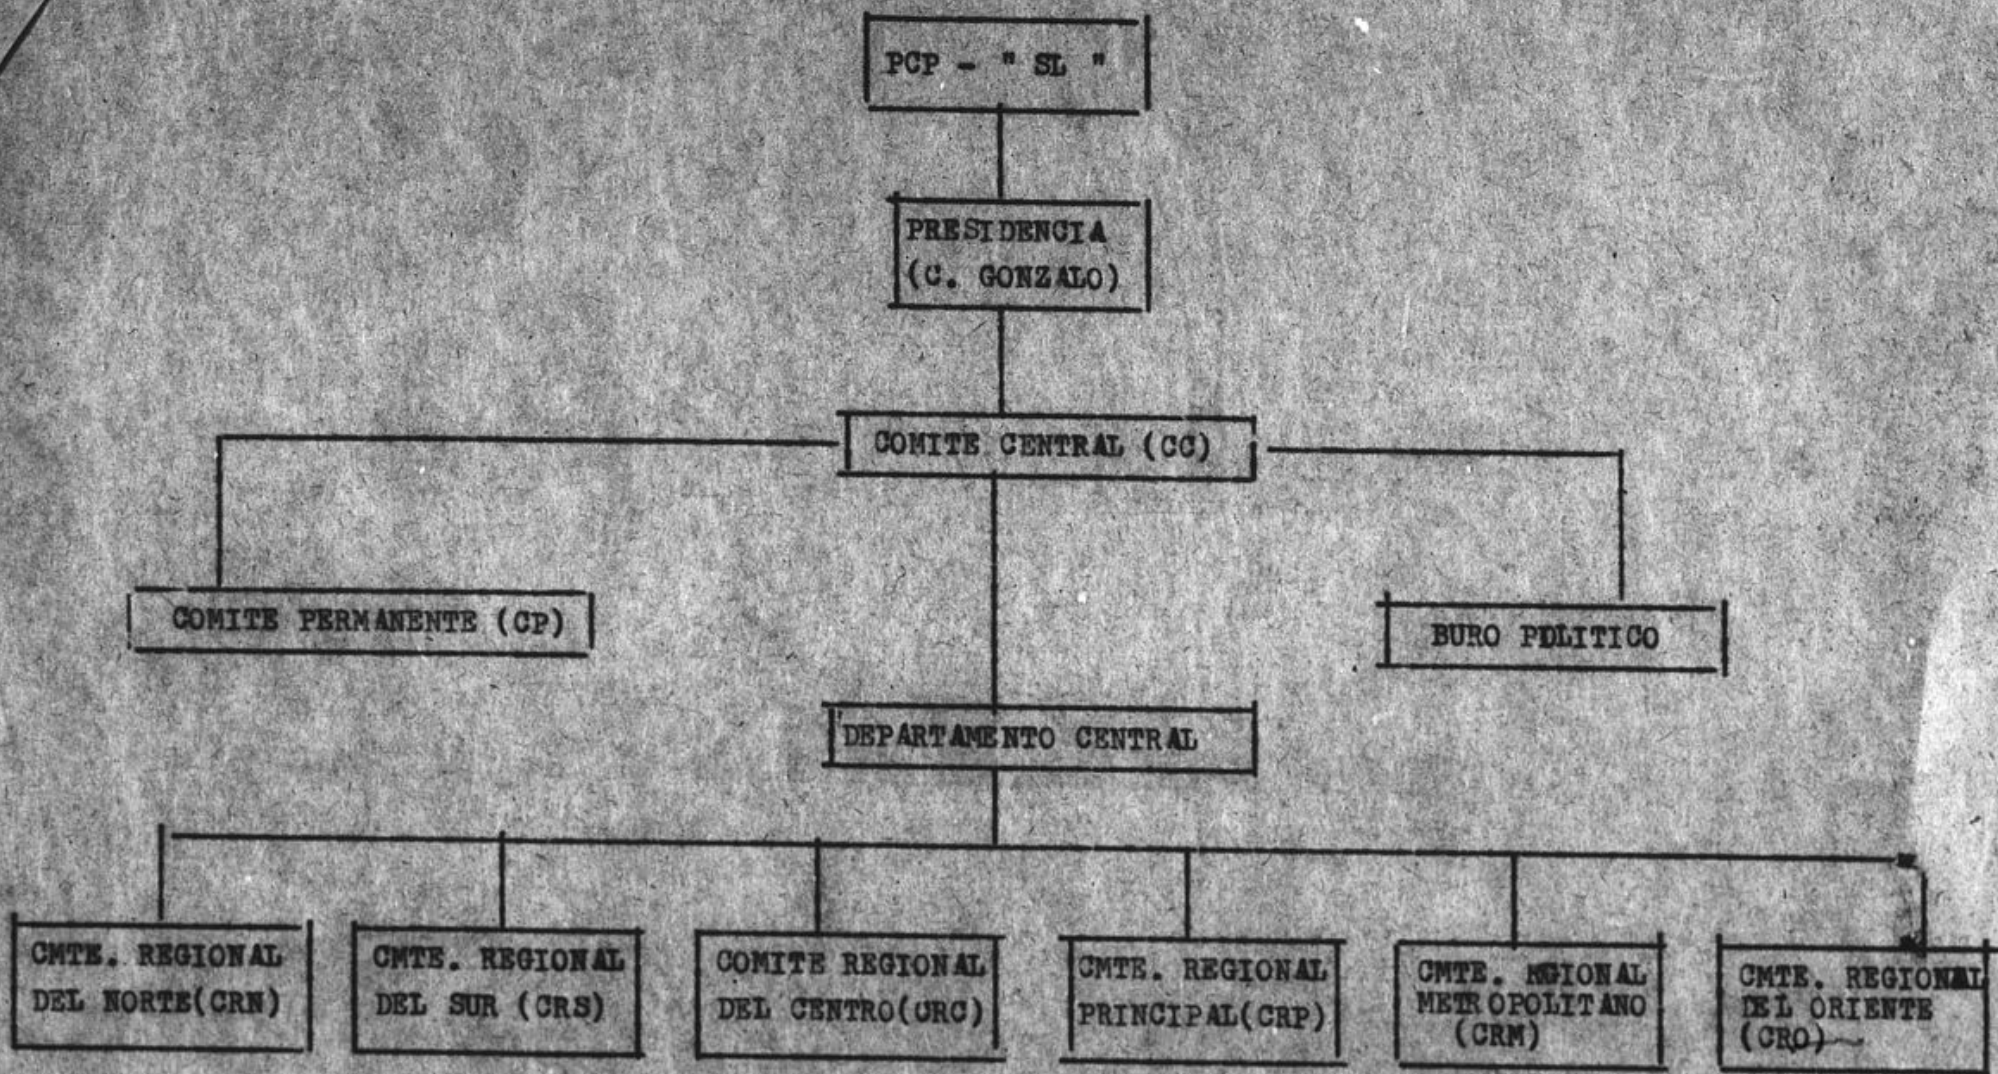 PCP - " SL "
PRESIDENCIA
(C. GONZALO)
COMITE CENTRAL (CC)
COMITE PERMANENTE (CP)
BURO POLITICO
DEPARTAMENTO CENTRAL
CMTE. REGIONAL
DEL NORTE(CRN)
CMTE. REGIONAL
DEL SUR (CRS)
COMITE REGIONAL
DEL CENTRO(CRC)
CMTE. REGIONAL
PRINCIPAL(CRP)
CMTE. RGIONAL
METROPOLITANO
(CRM)
CMTE. REGIONAL
DEL ORIENTE
(CRO)